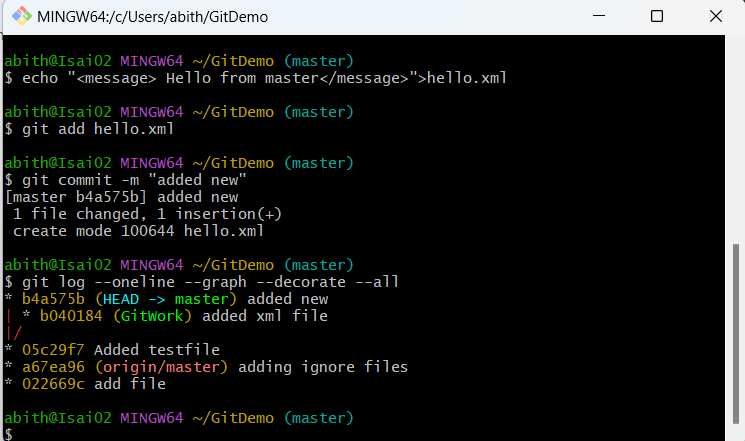 MINGW64:/c/Users/abith/GitDemo
abith@Isai02 MINGW64 ~/GitDemo (master)
$ echo "<message> Hello from master</message>">hello.xml
abith@Isai02 MINGW64 ~/GitDemo (master)
$ git add hello.xml
abith@Isai02 MINGW64 ~/GitDemo (master)
$ git commit -m "added new"
[master b4a575b] added new
 1 file changed, 1 insertion(+)
 create mode 100644 hello.xml
abith@Isai02 MINGW64 ~/GitDemo (master)
$ git log --oneline --graph --decorate --all
* b4a575b (HEAD -> master) added new
| * b040184 (GitWork) added xml file
|/
* 05c29f7 Added testfile
* a67ea96 (origin/master) adding ignore files
* 022669c add file
abith@Isai02 MINGW64 ~/GitDemo (master)
$